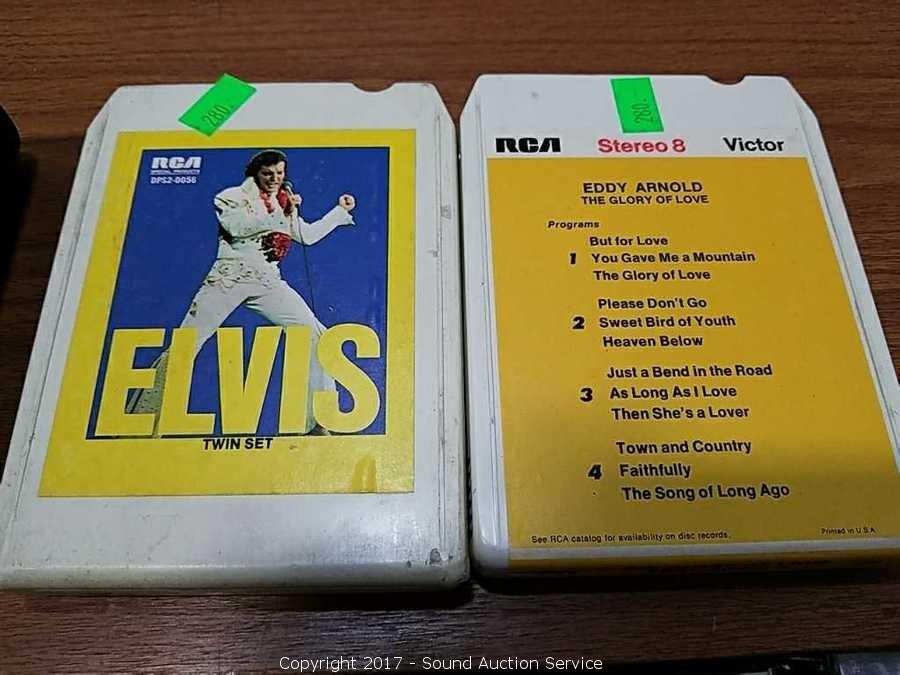 280.
RCA
SPECIAL PRODUCTS
DPS2-0056
ELVIS
TWIN SET
280.
RCA Stereo 8 Victor
EDDY ARNOLD
THE GLORY OF LOVE
Programs
But for Love
1 You Gave Me a Mountain
The Glory of Love
Please Don't Go
2 Sweet Bird of Youth
Heaven Below
Just a Bend in the Road
3 As Long As I Love
Then She's a Lover
Town and Country
4 Faithfully
The Song of Long Ago
See RCA catalog for availability on disc records.
Printed in U.S.A
Copyright 2017 - Sound Auction Service